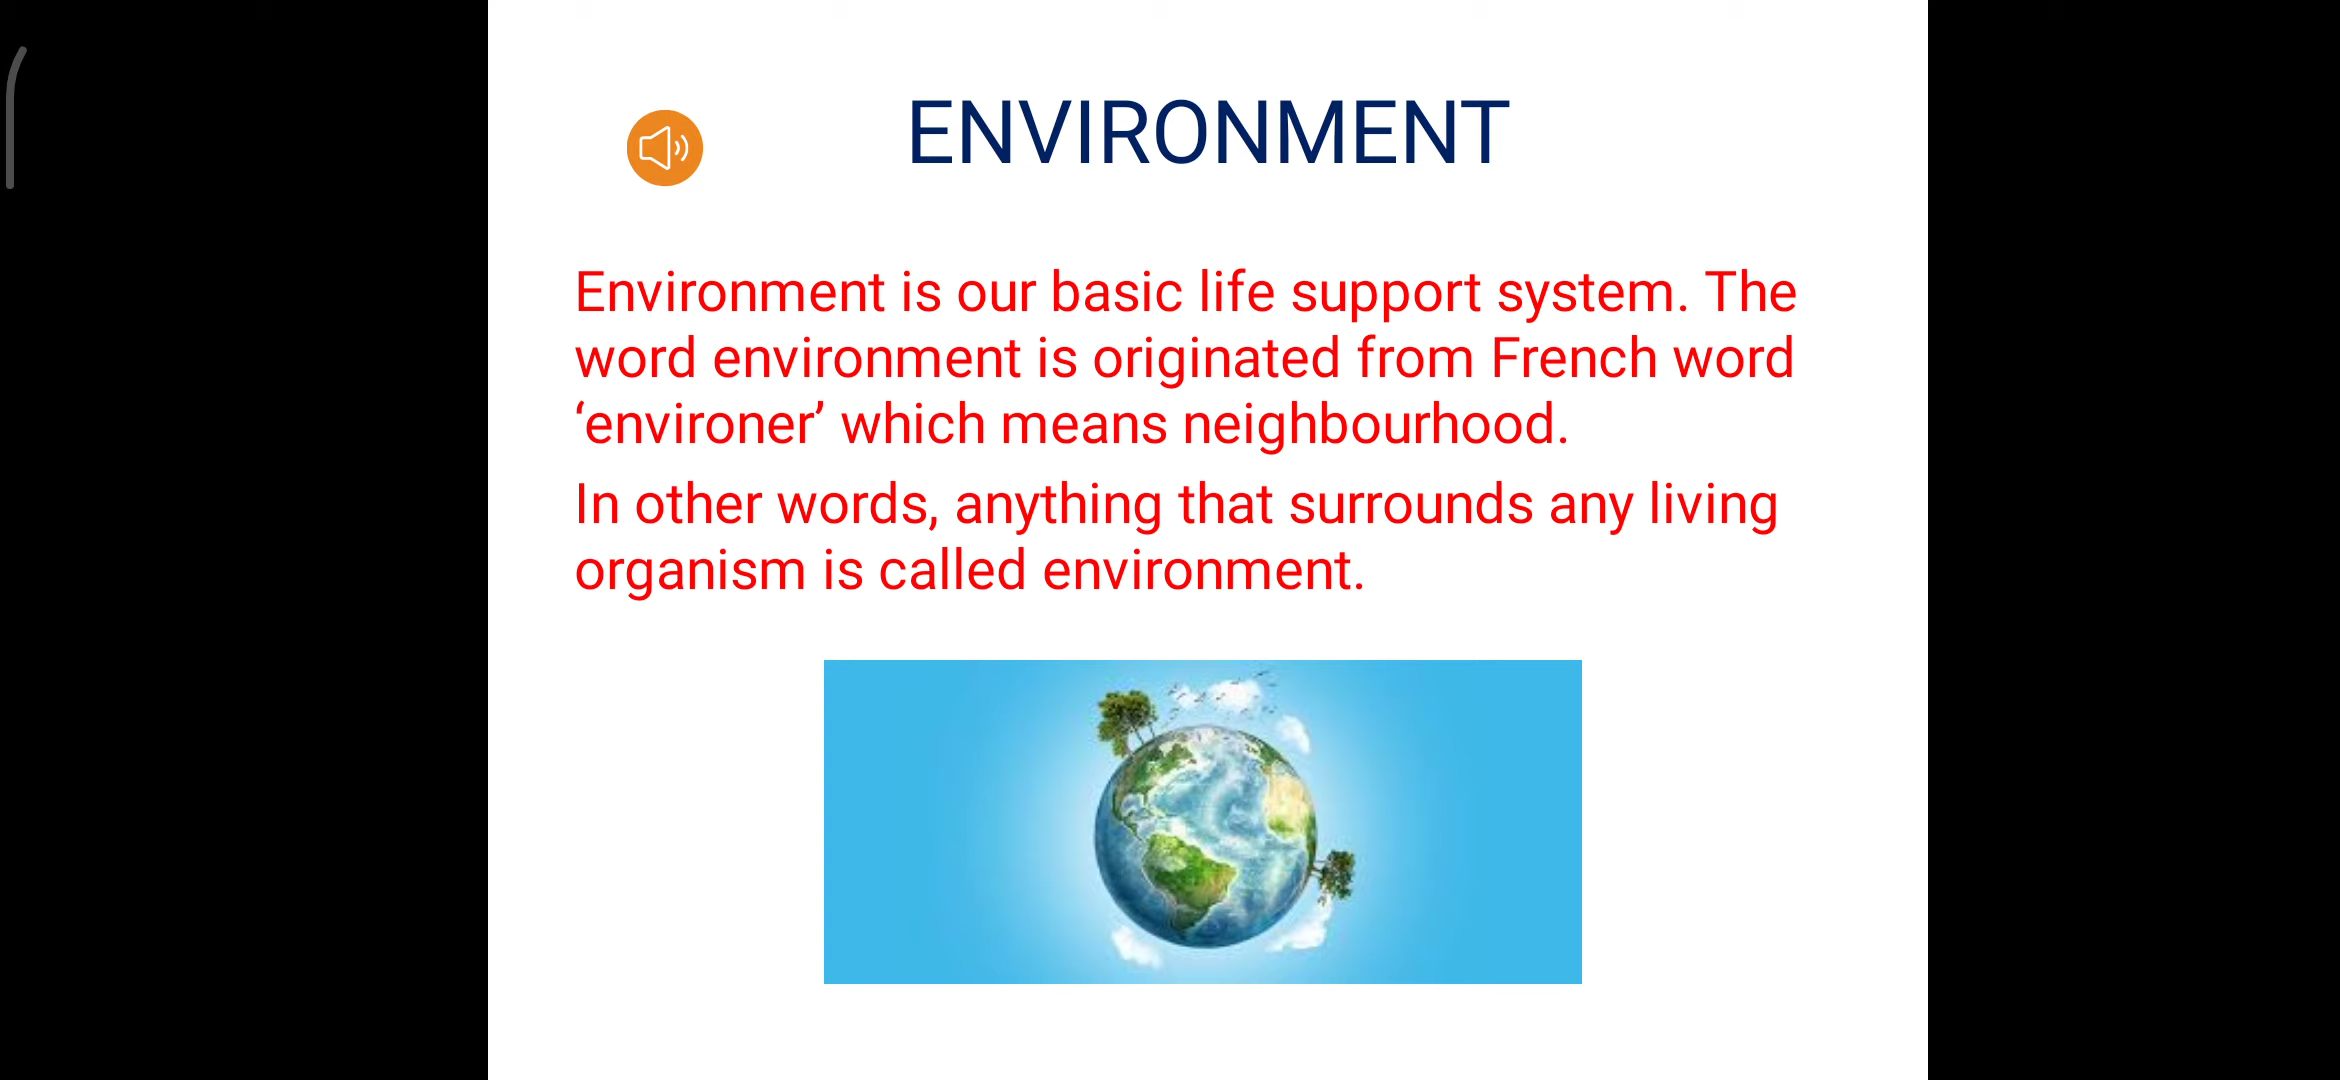 ENVIRONMENT
Environment is our basic life support system. The
word environment is originated from French word
‘environer’ which means neighbourhood.
In other words, anything that surrounds any living
organism is called environment.